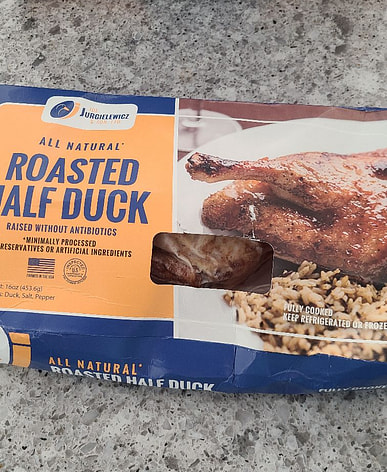 JURGIELEWICZ
ALL NATURAL*
ROASTED
HALF DUCK
RAISED WITHOUT ANTIBIOTICS
*MINIMALLY PROCESSED
PRESERVATIVES OR ARTIFICIAL INGREDIENTS
16oz (453.6g)
Duck, Salt, Pepper
FULLY COOKED
KEEP REFRIGERATED OR FROZE
ALL NATURAL*
ROASTED HALF DUCK